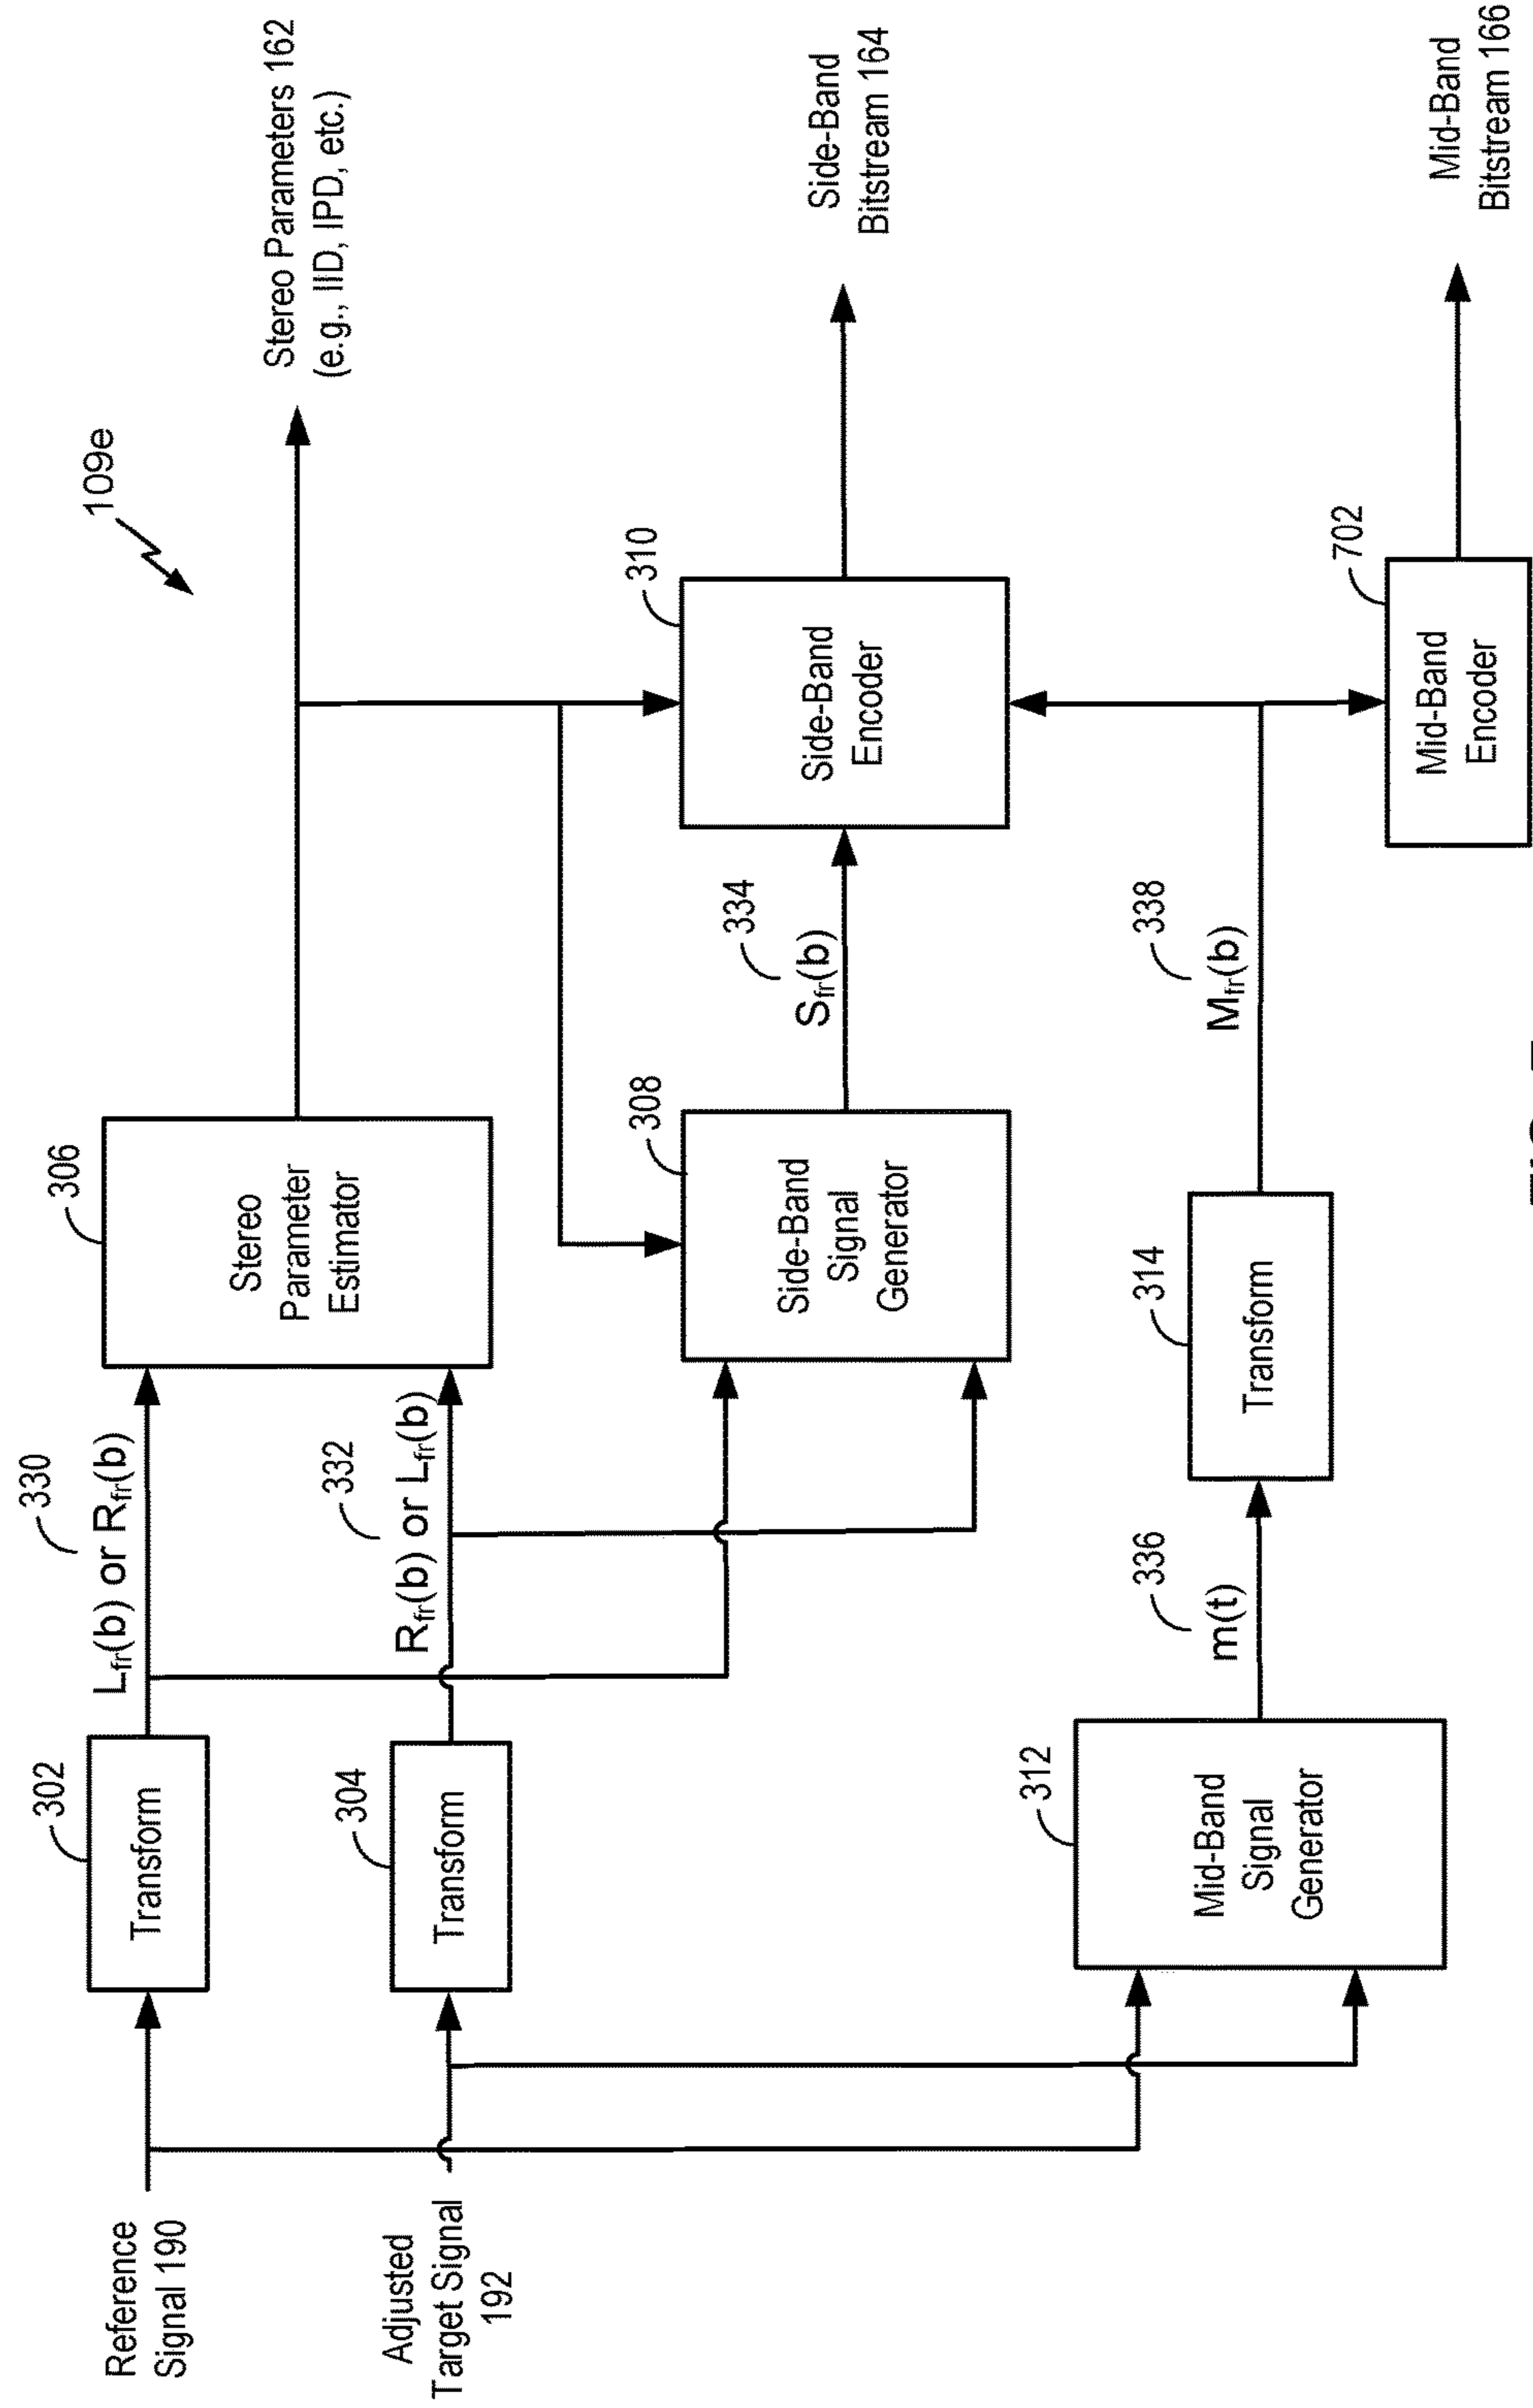 109e
Reference
Signal 190
302
Transform
330
Lfr(b) or Rfr(b)
306
Stereo
Parameter
Estimator
Stereo Parameters 162
(e.g., IID, IPD, etc.)
Adjusted
Target Signal
192
304
Transform
332
Rfr(b) or Lfr(b)
308
Side-Band
Signal
Generator
334
Sfr(b)
310
Side-Band
Encoder
Side-Band
Bitstream 164
312
Mid-Band
Signal
Generator
336
m(t)
314
Transform
338
Mfr(b)
702
Mid-Band
Encoder
Mid-Band
Bitstream 166